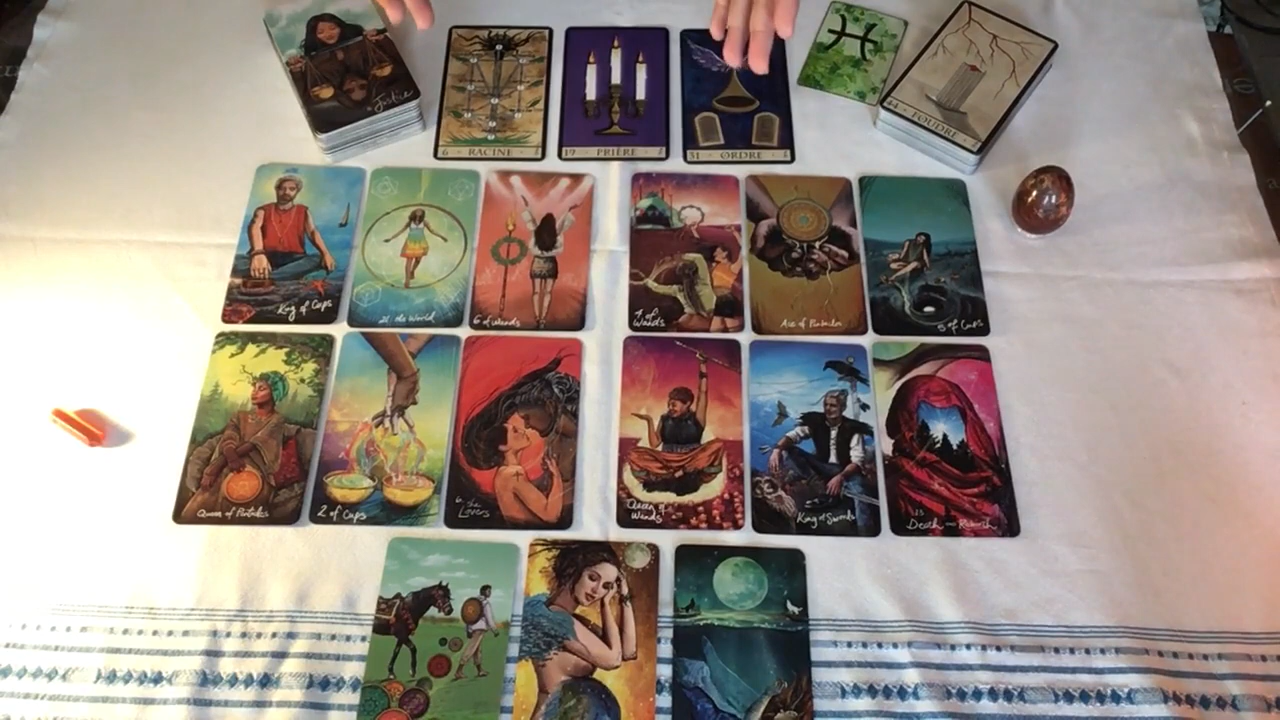 Justice
6 RACINE
17 PRIÈRE
31 ORDRE
44 FOUDRE
King of Cups
21. the World
6 of Wands
4 of
Wands
Ace of Pentacles
5 of Cups
Queen of Pentacles
2 of Cups
6. the
Lovers
Queen of
Wands
King of Swords
13
Death and Rebirth